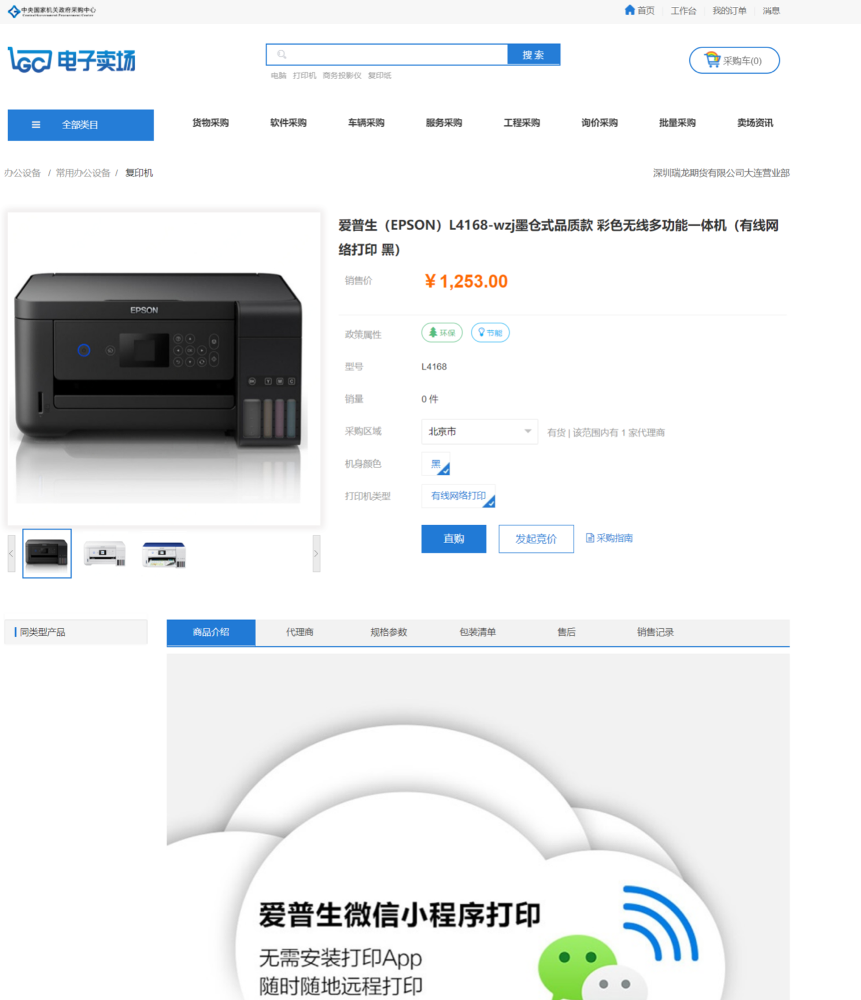 中央国家机关政府采购中心
Central Government Procurement Center
首页 工作台 我的订单 消息
GC 电子卖场
搜索
采购车(0)
电脑 打印机 商务投影仪 复印纸
全部类目 货物采购 软件采购 车辆采购 服务采购 工程采购 询价采购 批量采购 卖场资讯
办公设备 / 常用办公设备 / 复印机
深圳瑞龙期货有限公司大连营业部
爱普生（EPSON）L4168-wzj墨仓式品质款 彩色无线多功能一体机（有线网
络打印 黑）
销售价 ￥1,253.00
EPSON
政策属性 环保 节能
型号 L4168
BK Y M C
销量 0 件
采购区域 北京市 有货 | 该范围内有 1 家代理商
机身颜色 黑
打印机类型 有线网络打印
直购 发起竞价 采购指南
同类型产品
商品介绍 代理商 规格参数 包装清单 售后 销售记录
爱普生微信小程序打印
无需安装打印App
随时随地远程打印